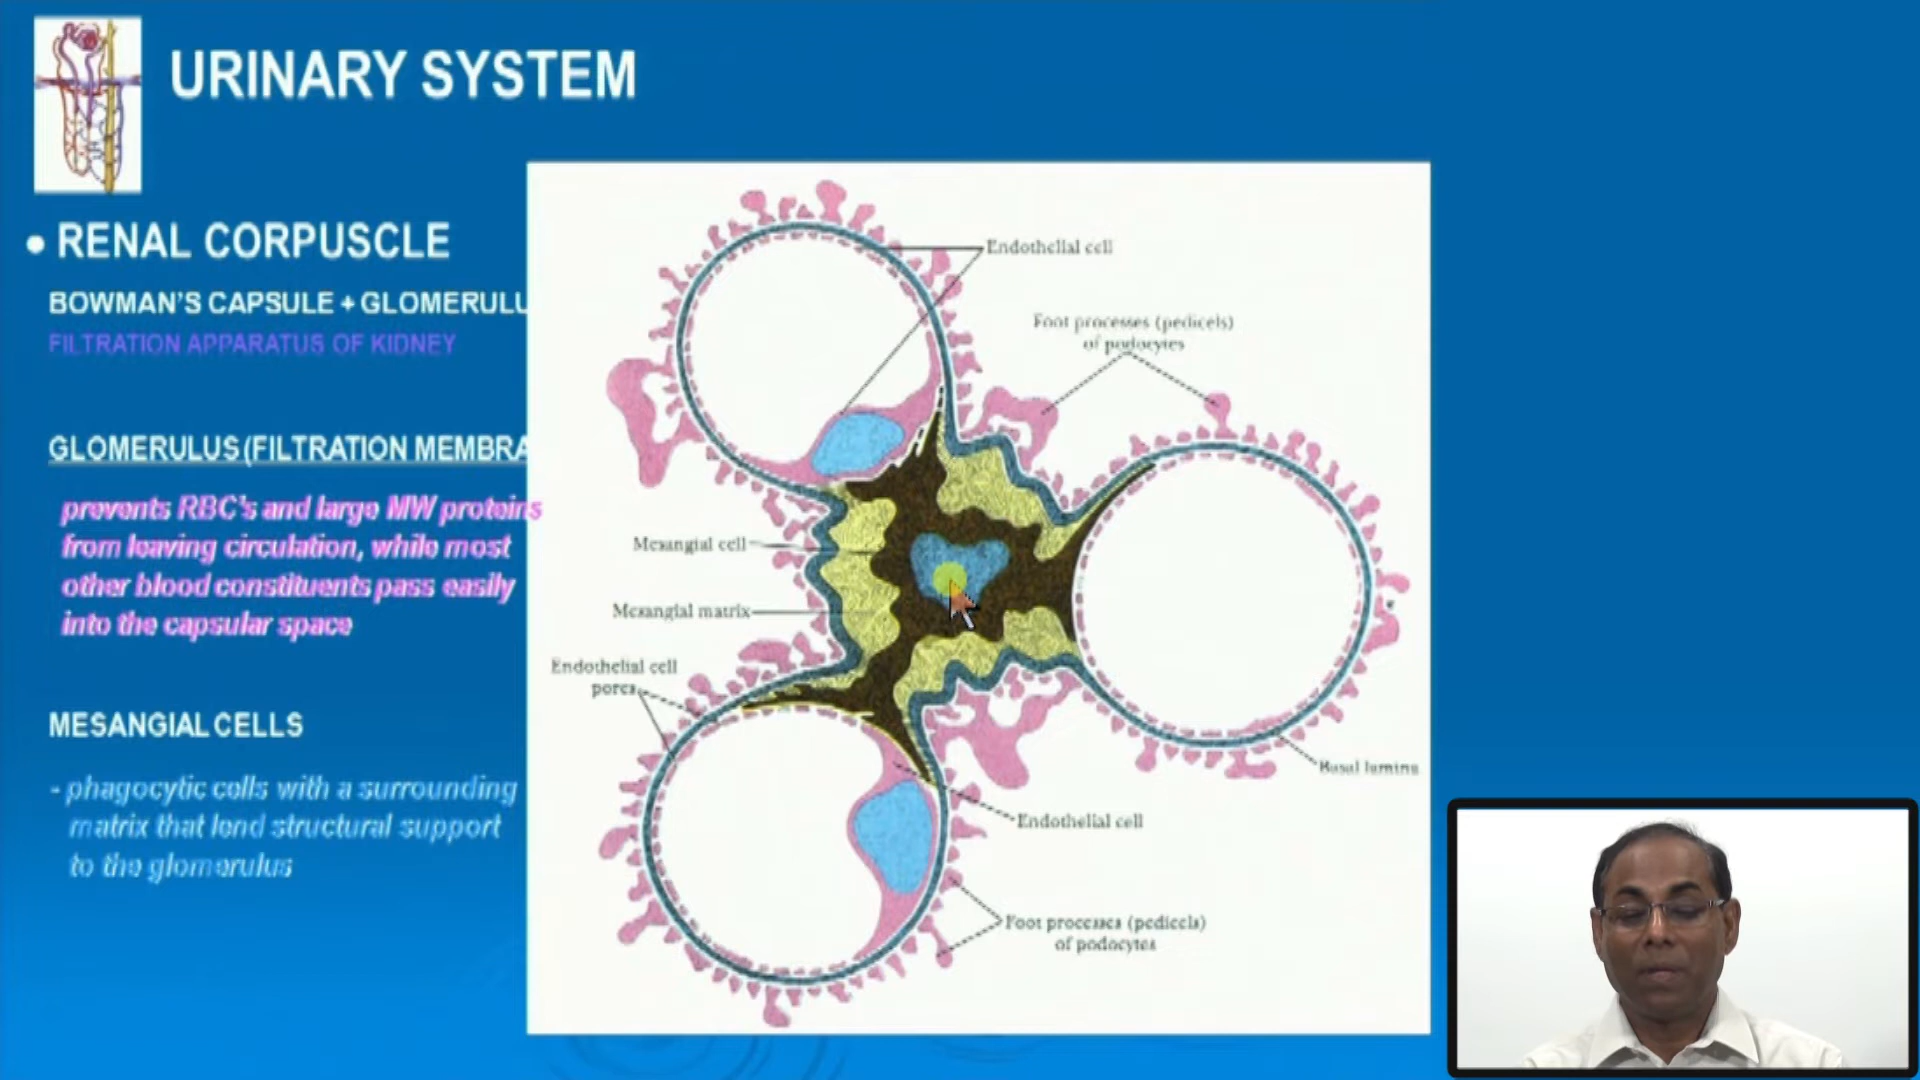 URINARY SYSTEM
• RENAL CORPUSCLE
BOWMAN'S CAPSULE + GLOMERULU
FILTRATION APPARATUS OF KIDNEY
GLOMERULUS (FILTRATION MEMBRA
prevents RBC's and large MW proteins
from leaving circulation, while most
other blood constituents pass easily
into the capsular space
MESANGIAL CELLS
- phagocytic cells with a surrounding
matrix that lend structural support
to the glomerulus
Endothelial cell
Foot processes (pedicels)
of podocytes
Mesangial cell
Mesangial matrix
Endothelial cell
pores
Basal lamina
Endothelial cell
Foot processes (pedicels)
of podocytes